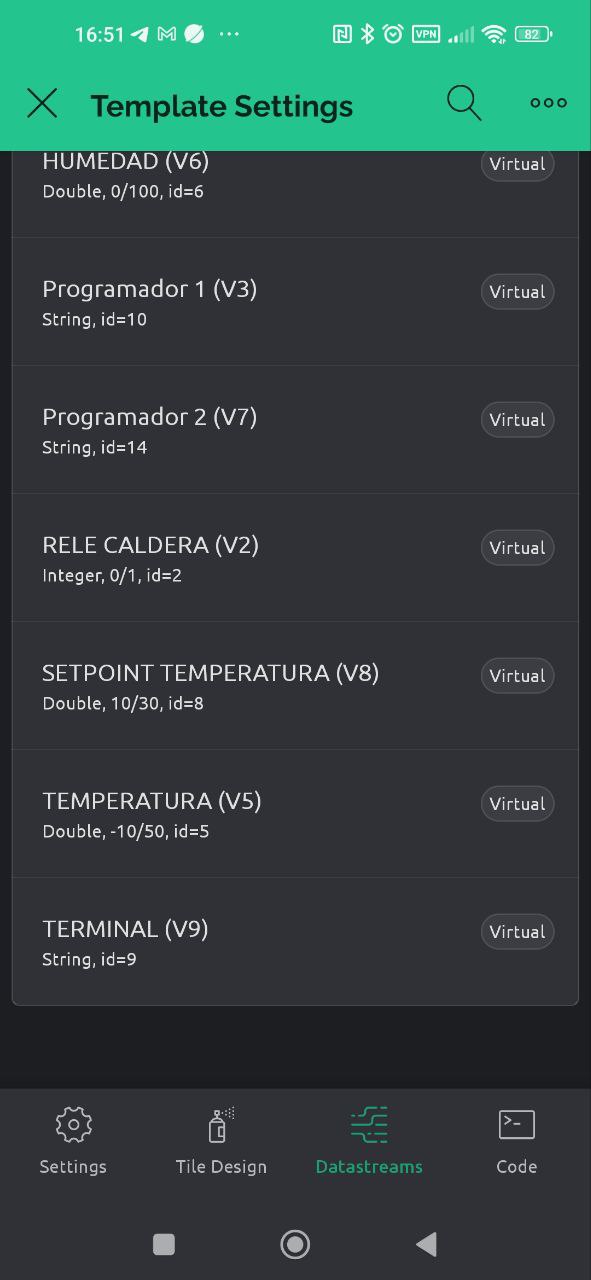 16:51
VPN
82
Template Settings
HUMEDAD (V6)
Virtual
Double, 0/100, id=6
Programador 1 (V3)
Virtual
String, id=10
Programador 2 (V7)
Virtual
String, id=14
RELE CALDERA (V2)
Virtual
Integer, 0/1, id=2
SETPOINT TEMPERATURA (V8)
Virtual
Double, 10/30, id=8
TEMPERATURA (V5)
Virtual
Double, -10/50, id=5
TERMINAL (V9)
Virtual
String, id=9
Settings
Tile Design
Datastreams
Code